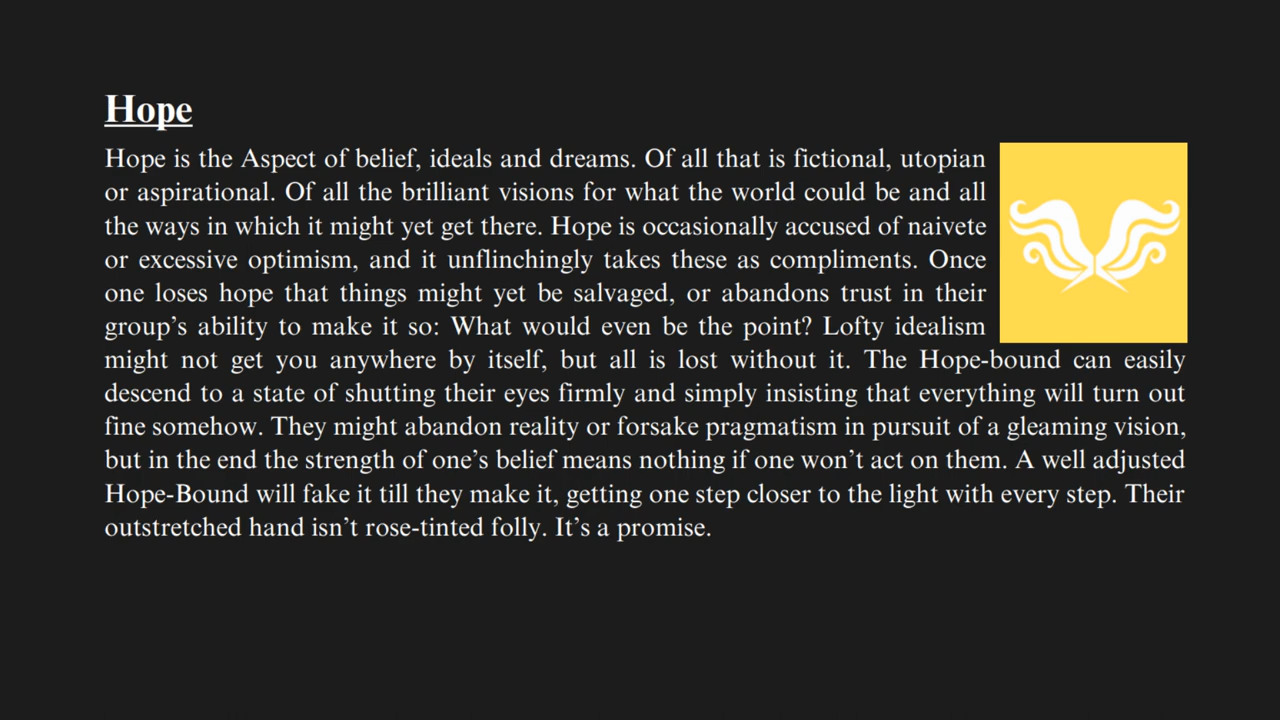 Hope
Hope is the Aspect of belief, ideals and dreams. Of all that is fictional, utopian
or aspirational. Of all the brilliant visions for what the world could be and all
the ways in which it might yet get there. Hope is occasionally accused of naivete
or excessive optimism, and it unflinchingly takes these as compliments. Once
one loses hope that things might yet be salvaged, or abandons trust in their
group’s ability to make it so: What would even be the point? Lofty idealism
might not get you anywhere by itself, but all is lost without it. The Hope-bound can easily
descend to a state of shutting their eyes firmly and simply insisting that everything will turn out
fine somehow. They might abandon reality or forsake pragmatism in pursuit of a gleaming vision,
but in the end the strength of one’s belief means nothing if one won’t act on them. A well adjusted
Hope-Bound will fake it till they make it, getting one step closer to the light with every step. Their
outstretched hand isn’t rose-tinted folly. It’s a promise.